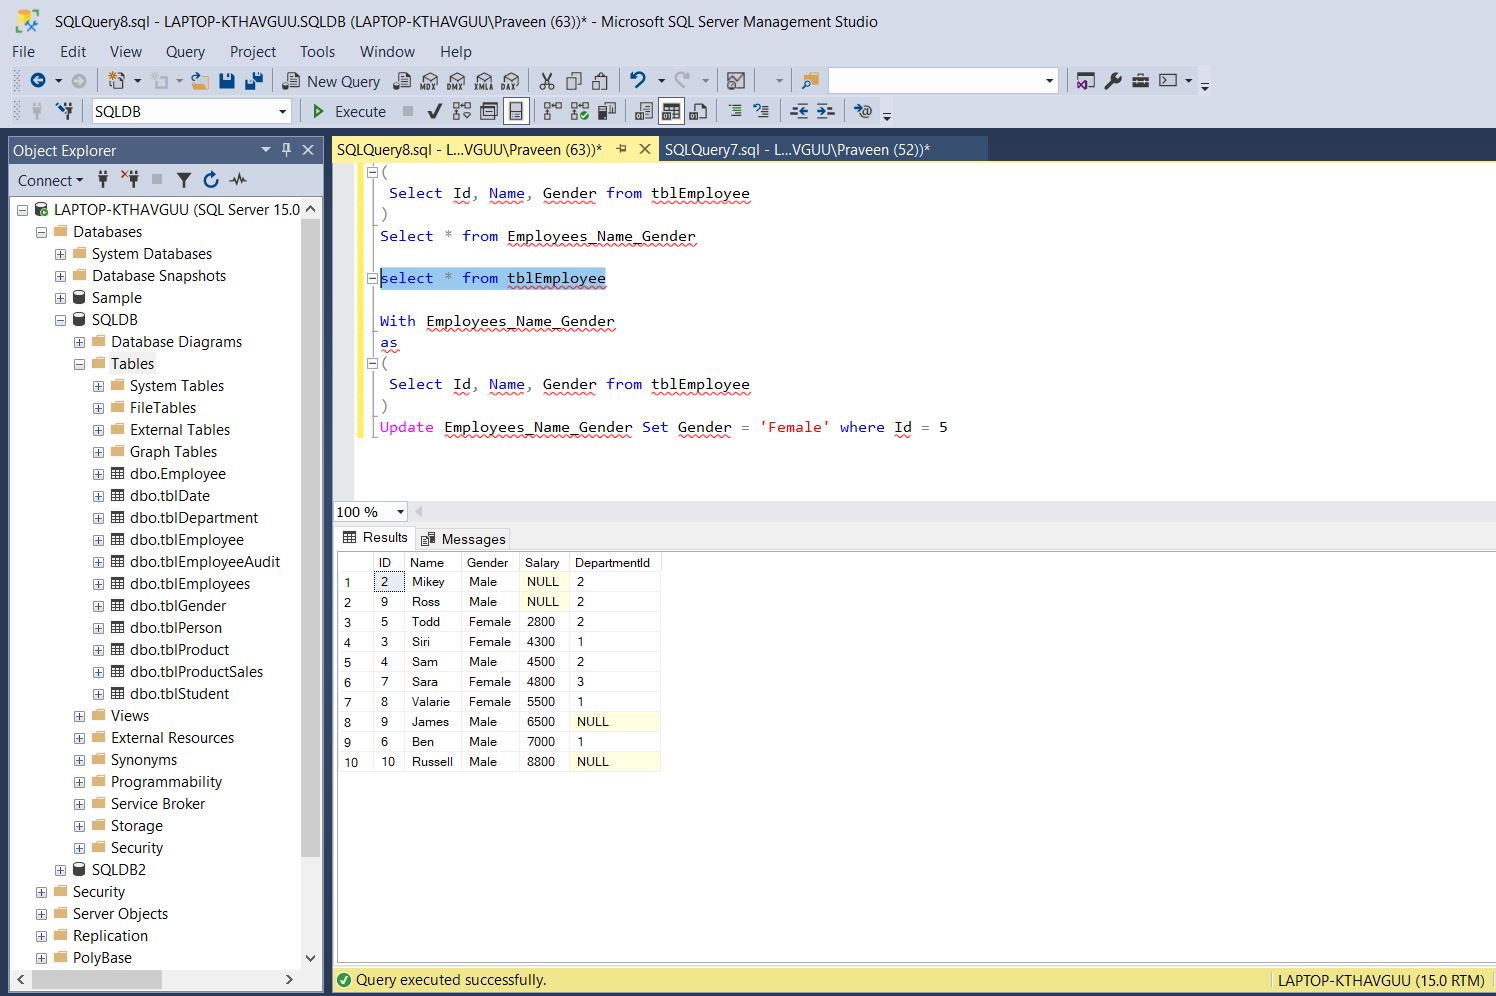 SQLQuery8.sql - LAPTOP-KTHAVGUU.SQLDB (LAPTOP-KTHAVGUU\Praveen (63))* - Microsoft SQL Server Management Studio
File Edit View Query Project Tools Window Help
New Query MDX DMX XMLA DAX
SQLDB Execute
Object Explorer
Connect
LAPTOP-KTHAVGUU (SQL Server 15.0
Databases
System Databases
Database Snapshots
Sample
SQLDB
Database Diagrams
Tables
System Tables
FileTables
External Tables
Graph Tables
dbo.Employee
dbo.tblDate
dbo.tblDepartment
dbo.tblEmployee
dbo.tblEmployeeAudit
dbo.tblEmployees
dbo.tblGender
dbo.tblPerson
dbo.tblProduct
dbo.tblProductSales
dbo.tblStudent
Views
External Resources
Synonyms
Programmability
Service Broker
Storage
Security
SQLDB2
Security
Server Objects
Replication
PolyBase
SQLQuery8.sql - L...VGUU\Praveen (63))* SQLQuery7.sql - L...VGUU\Praveen (52))*
(
Select Id, Name, Gender from tblEmployee
)
Select * from Employees_Name_Gender
select * from tblEmployee
With Employees_Name_Gender
as
(
Select Id, Name, Gender from tblEmployee
)
Update Employees_Name_Gender Set Gender = 'Female' where Id = 5
100 %
Results Messages
ID Name Gender Salary DepartmentId
1 2 Mikey Male NULL 2
2 9 Ross Male NULL 2
3 5 Todd Female 2800 2
4 3 Siri Female 4300 1
5 4 Sam Male 4500 2
6 7 Sara Female 4800 3
7 8 Valarie Female 5500 1
8 9 James Male 6500 NULL
9 6 Ben Male 7000 1
10 10 Russell Male 8800 NULL
Query executed successfully. LAPTOP-KTHAVGUU (15.0 RTM)